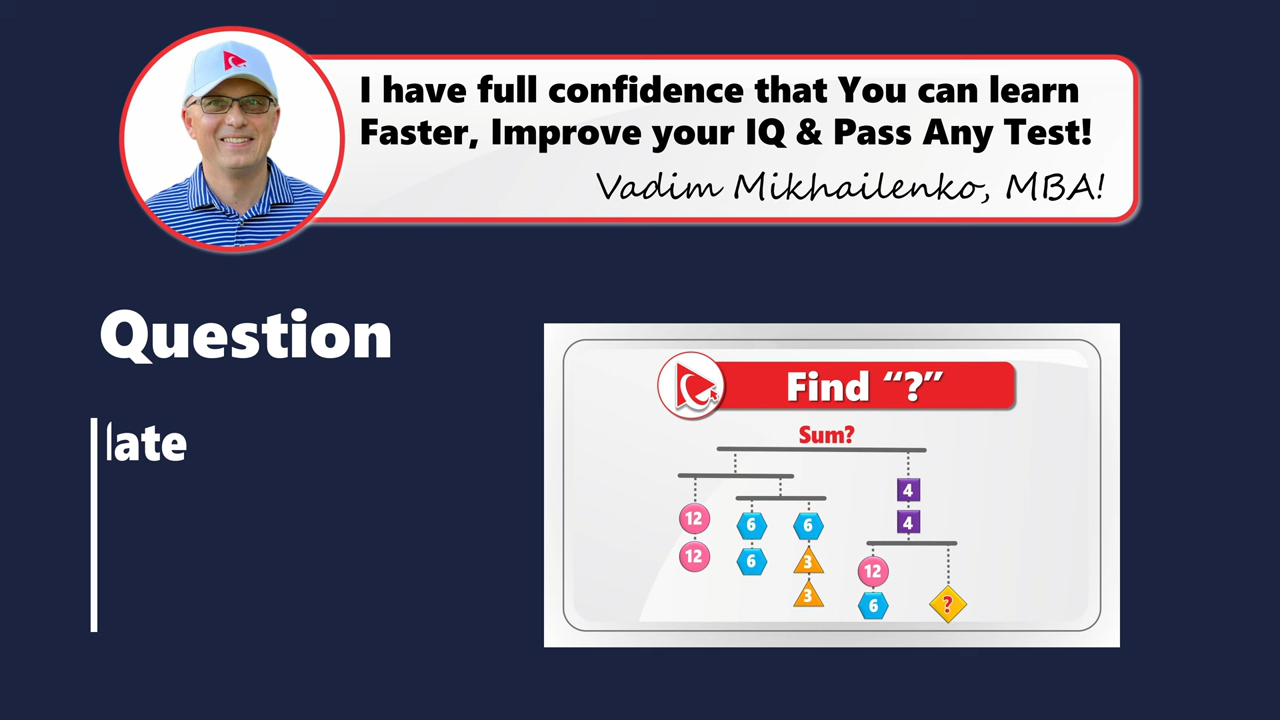 I have full confidence that You can learn
Faster, Improve your IQ & Pass Any Test!
Vadim Mikhailenko, MBA!
Question
Find “?”
Sum?
4
4
12
12
6
6
6
3
3
12
6
?